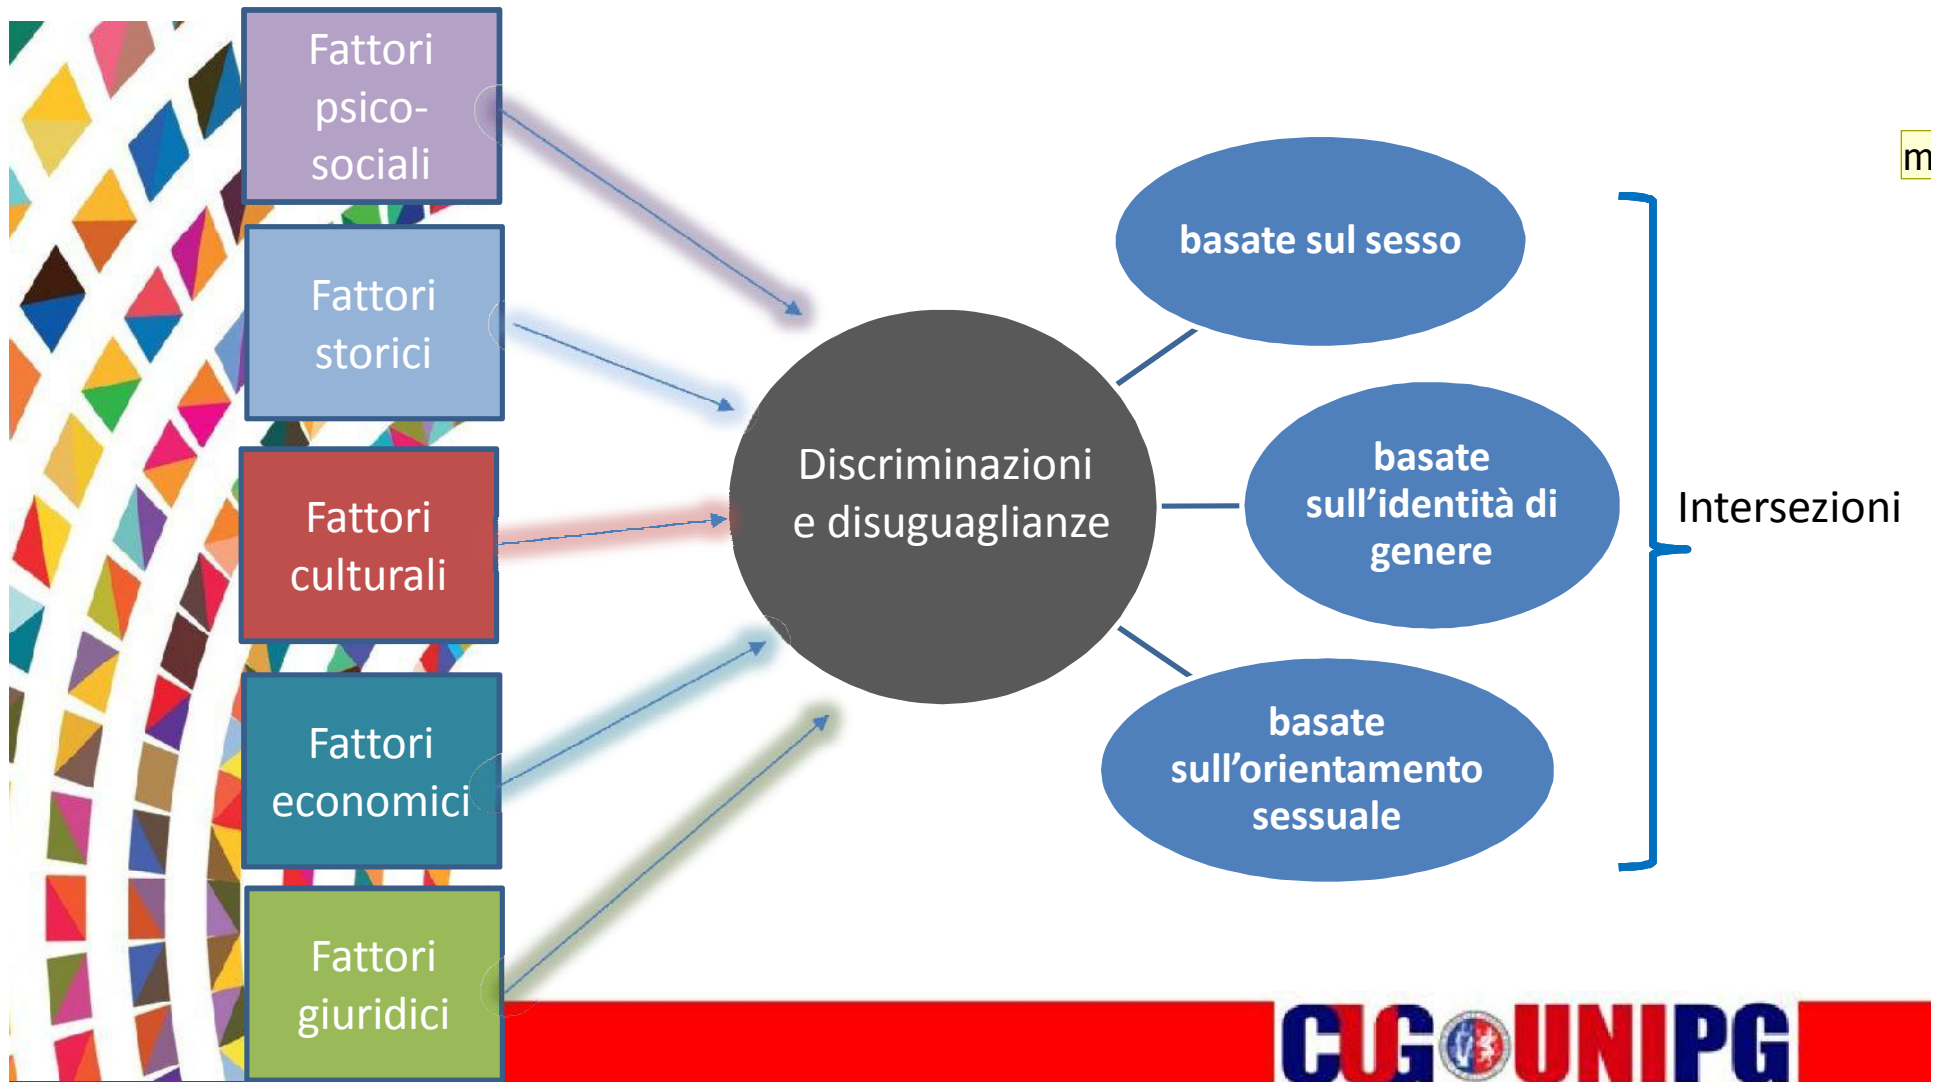 Fattori
psico-
sociali
Fattori
storici
Fattori
culturali
Fattori
economici
Fattori
giuridici
Discriminazioni
e disuguaglianze
basate sul sesso
basate
sull’identità di
genere
basate
sull’orientamento
sessuale
Intersezioni
m
CUG UNIPG